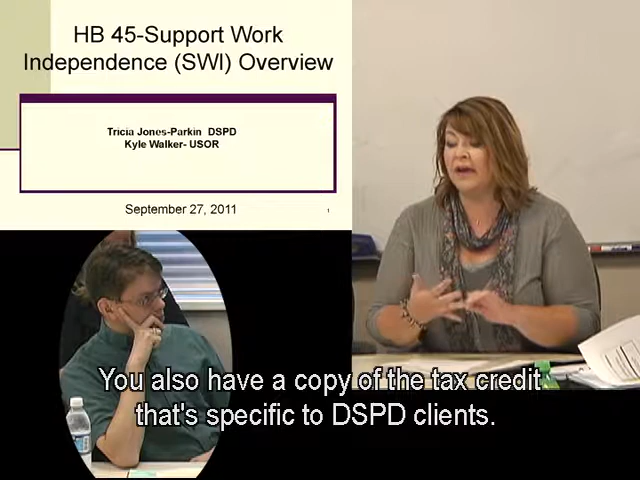 HB 45-Support Work
Independence (SWI) Overview
Tricia Jones-Parkin DSPD
Kyle Walker- USOR
September 27, 2011
1
You also have a copy of the tax credit
that's specific to DSPD clients.